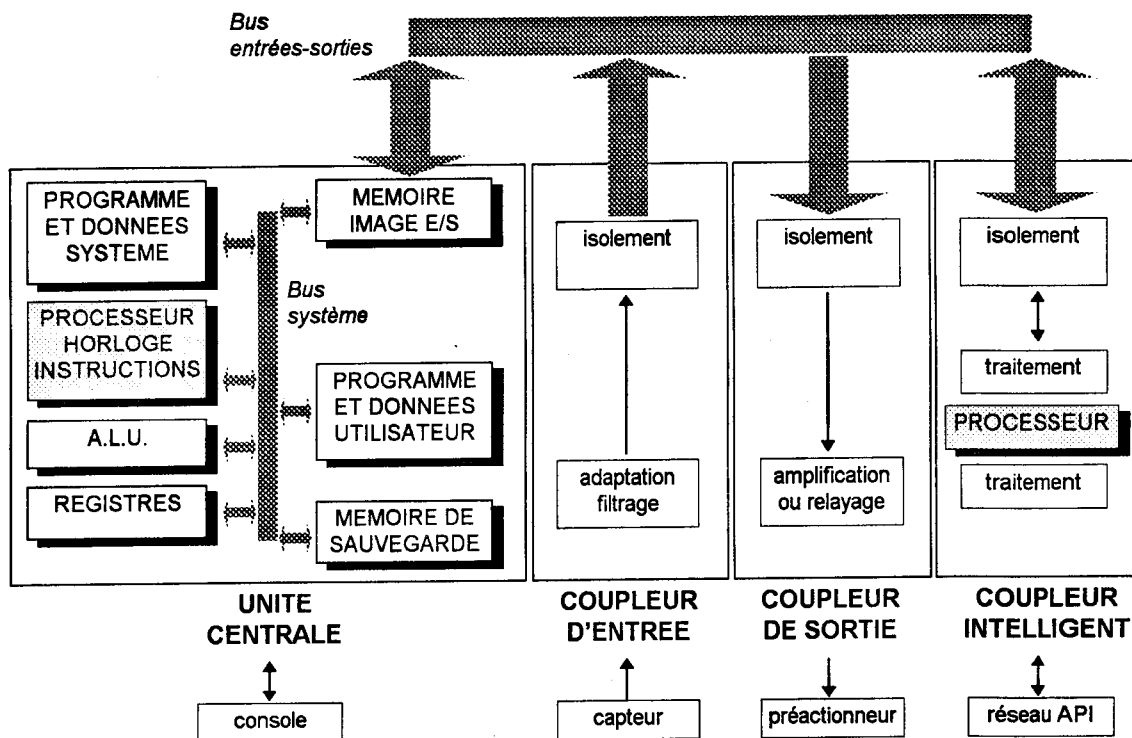 Bus
entrées-sorties
PROGRAMME
ET DONNEES
SYSTEME
PROCESSEUR
HORLOGE
INSTRUCTIONS
A.L.U.
REGISTRES
Bus
système
MEMOIRE
IMAGE E/S
PROGRAMME
ET DONNEES
UTILISATEUR
MEMOIRE DE
SAUVEGARDE
UNITE
CENTRALE
console
isolement
adaptation
filtrage
COUPLEUR
D'ENTREE
capteur
isolement
amplification
ou relayage
COUPLEUR
DE SORTIE
préactionneur
isolement
traitement
PROCESSEUR
traitement
COUPLEUR
INTELLIGENT
réseau API